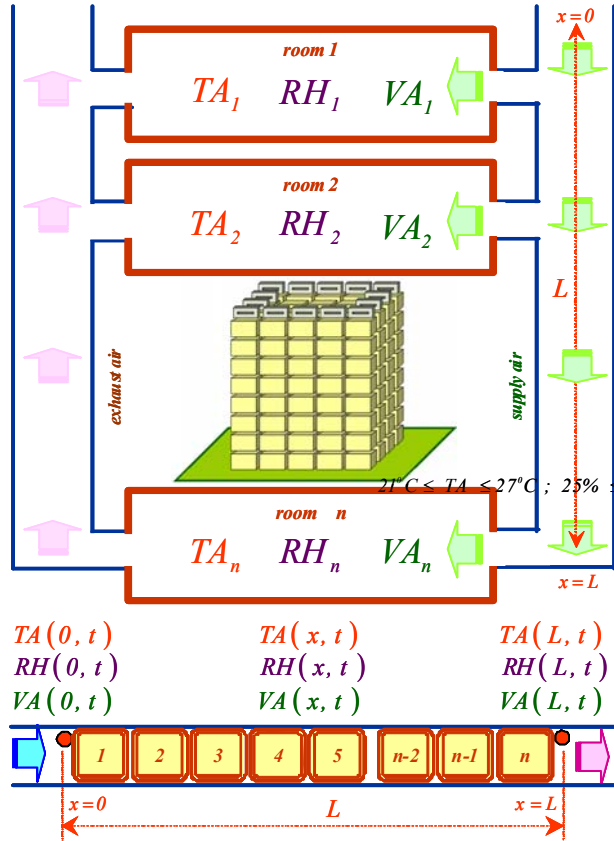 x=0
room 1
TA1 RH1 VA1
room 2
TA2 RH2 VA2
L
exhaust air
supply air
21°C ≤ TA ≤ 27°C ; 25% ≤
room n
TAn RHn VAn
x=L
TA(0, t) TA(x, t) TA(L, t)
RH(0, t) RH(x, t) RH(L, t)
VA(0, t) VA(x, t) VA(L, t)
1 2 3 4 5 n-2 n-1 n
x=0 L x=L